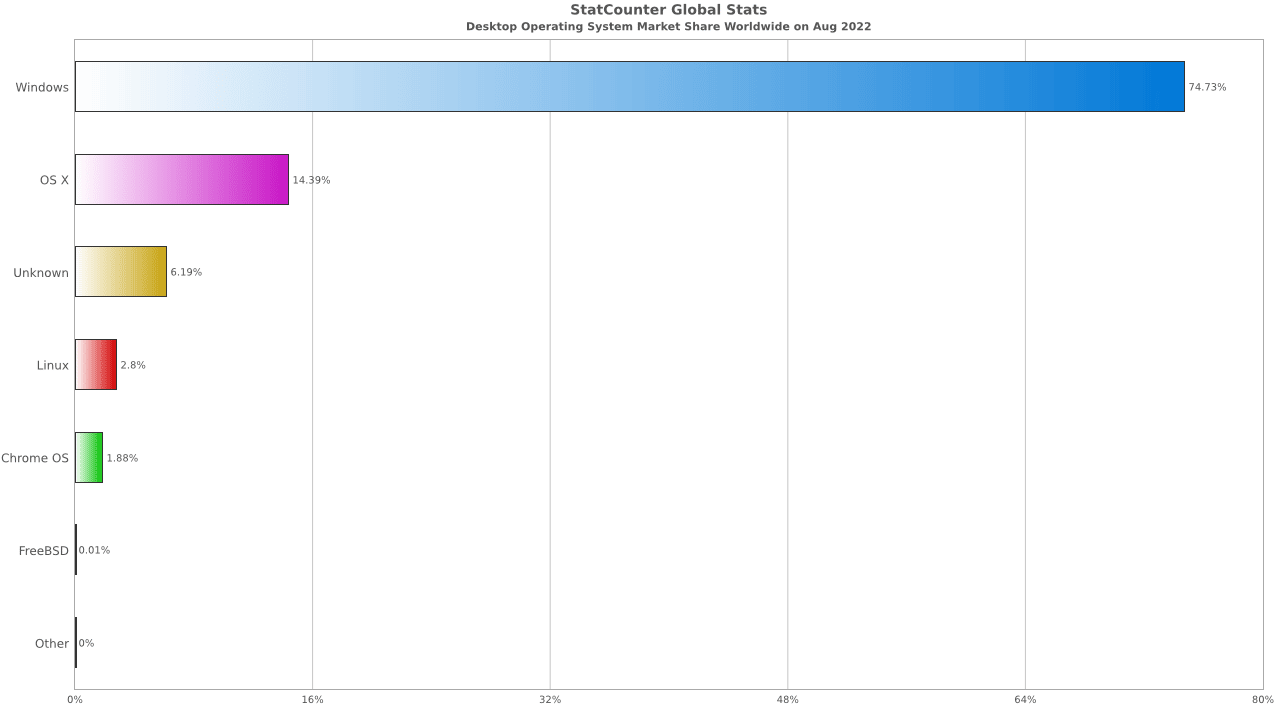 StatCounter Global Stats
Desktop Operating System Market Share Worldwide on Aug 2022
Windows 74.73%
OS X 14.39%
Unknown 6.19%
Linux 2.8%
Chrome OS 1.88%
FreeBSD 0.01%
Other 0%
0% 16% 32% 48% 64% 80%